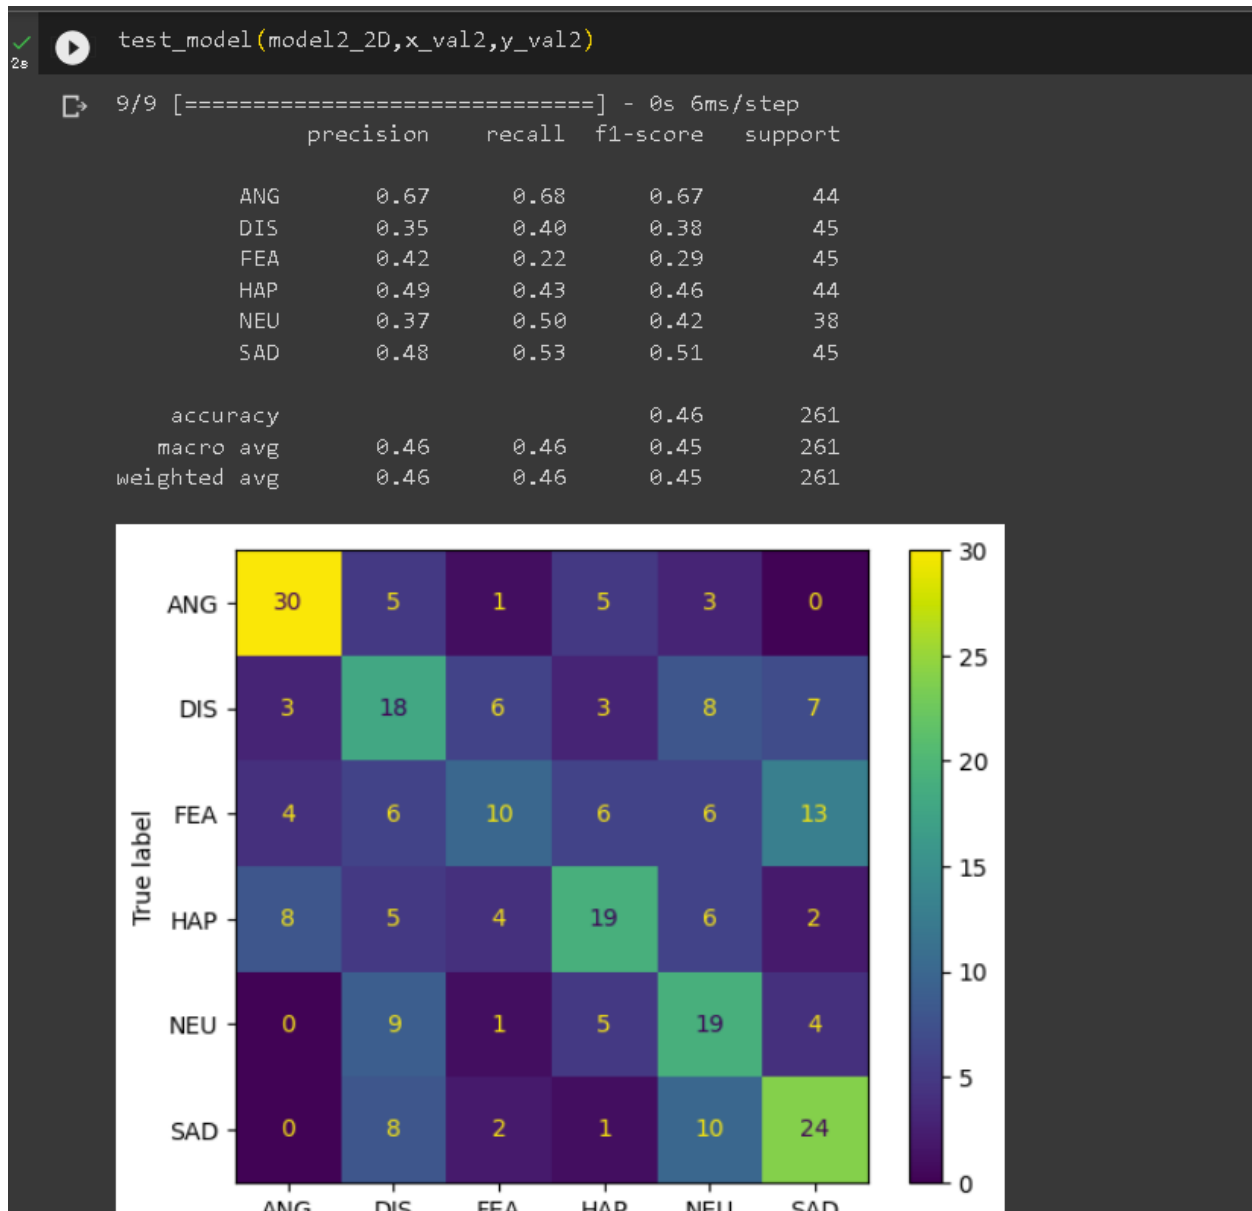 test_model(model2_2D,x_val2,y_val2)
2s
9/9 [==============================] - 0s 6ms/step
precision recall f1-score support
ANG 0.67 0.68 0.67 44
DIS 0.35 0.40 0.38 45
FEA 0.42 0.22 0.29 45
HAP 0.49 0.43 0.46 44
NEU 0.37 0.50 0.42 38
SAD 0.48 0.53 0.51 45
accuracy 0.46 261
macro avg 0.46 0.46 0.45 261
weighted avg 0.46 0.46 0.45 261
30
ANG 30 5 1 5 3 0
25
DIS 3 18 6 3 8 7
20
FEA 4 6 10 6 6 13
True label
15
HAP 8 5 4 19 6 2
10
NEU 0 9 1 5 19 4
5
SAD 0 8 2 1 10 24
0
ANG DIS FEA HAP NEU SAD